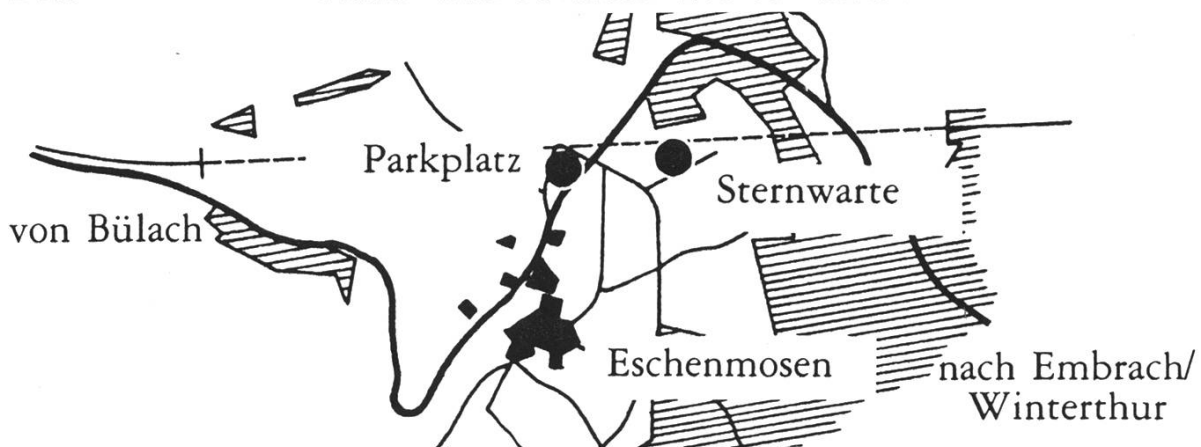 Parkplatz
Sternwarte
von Bülach
Eschenmosen
nach Embrach/
Winterthur